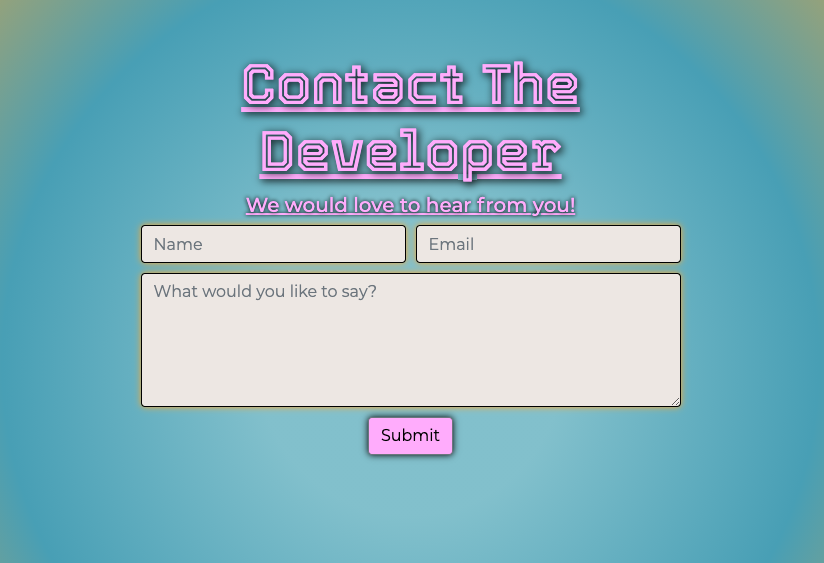 Contact The
Developer
We would love to hear from you!
Name Email
What would you like to say?
Submit